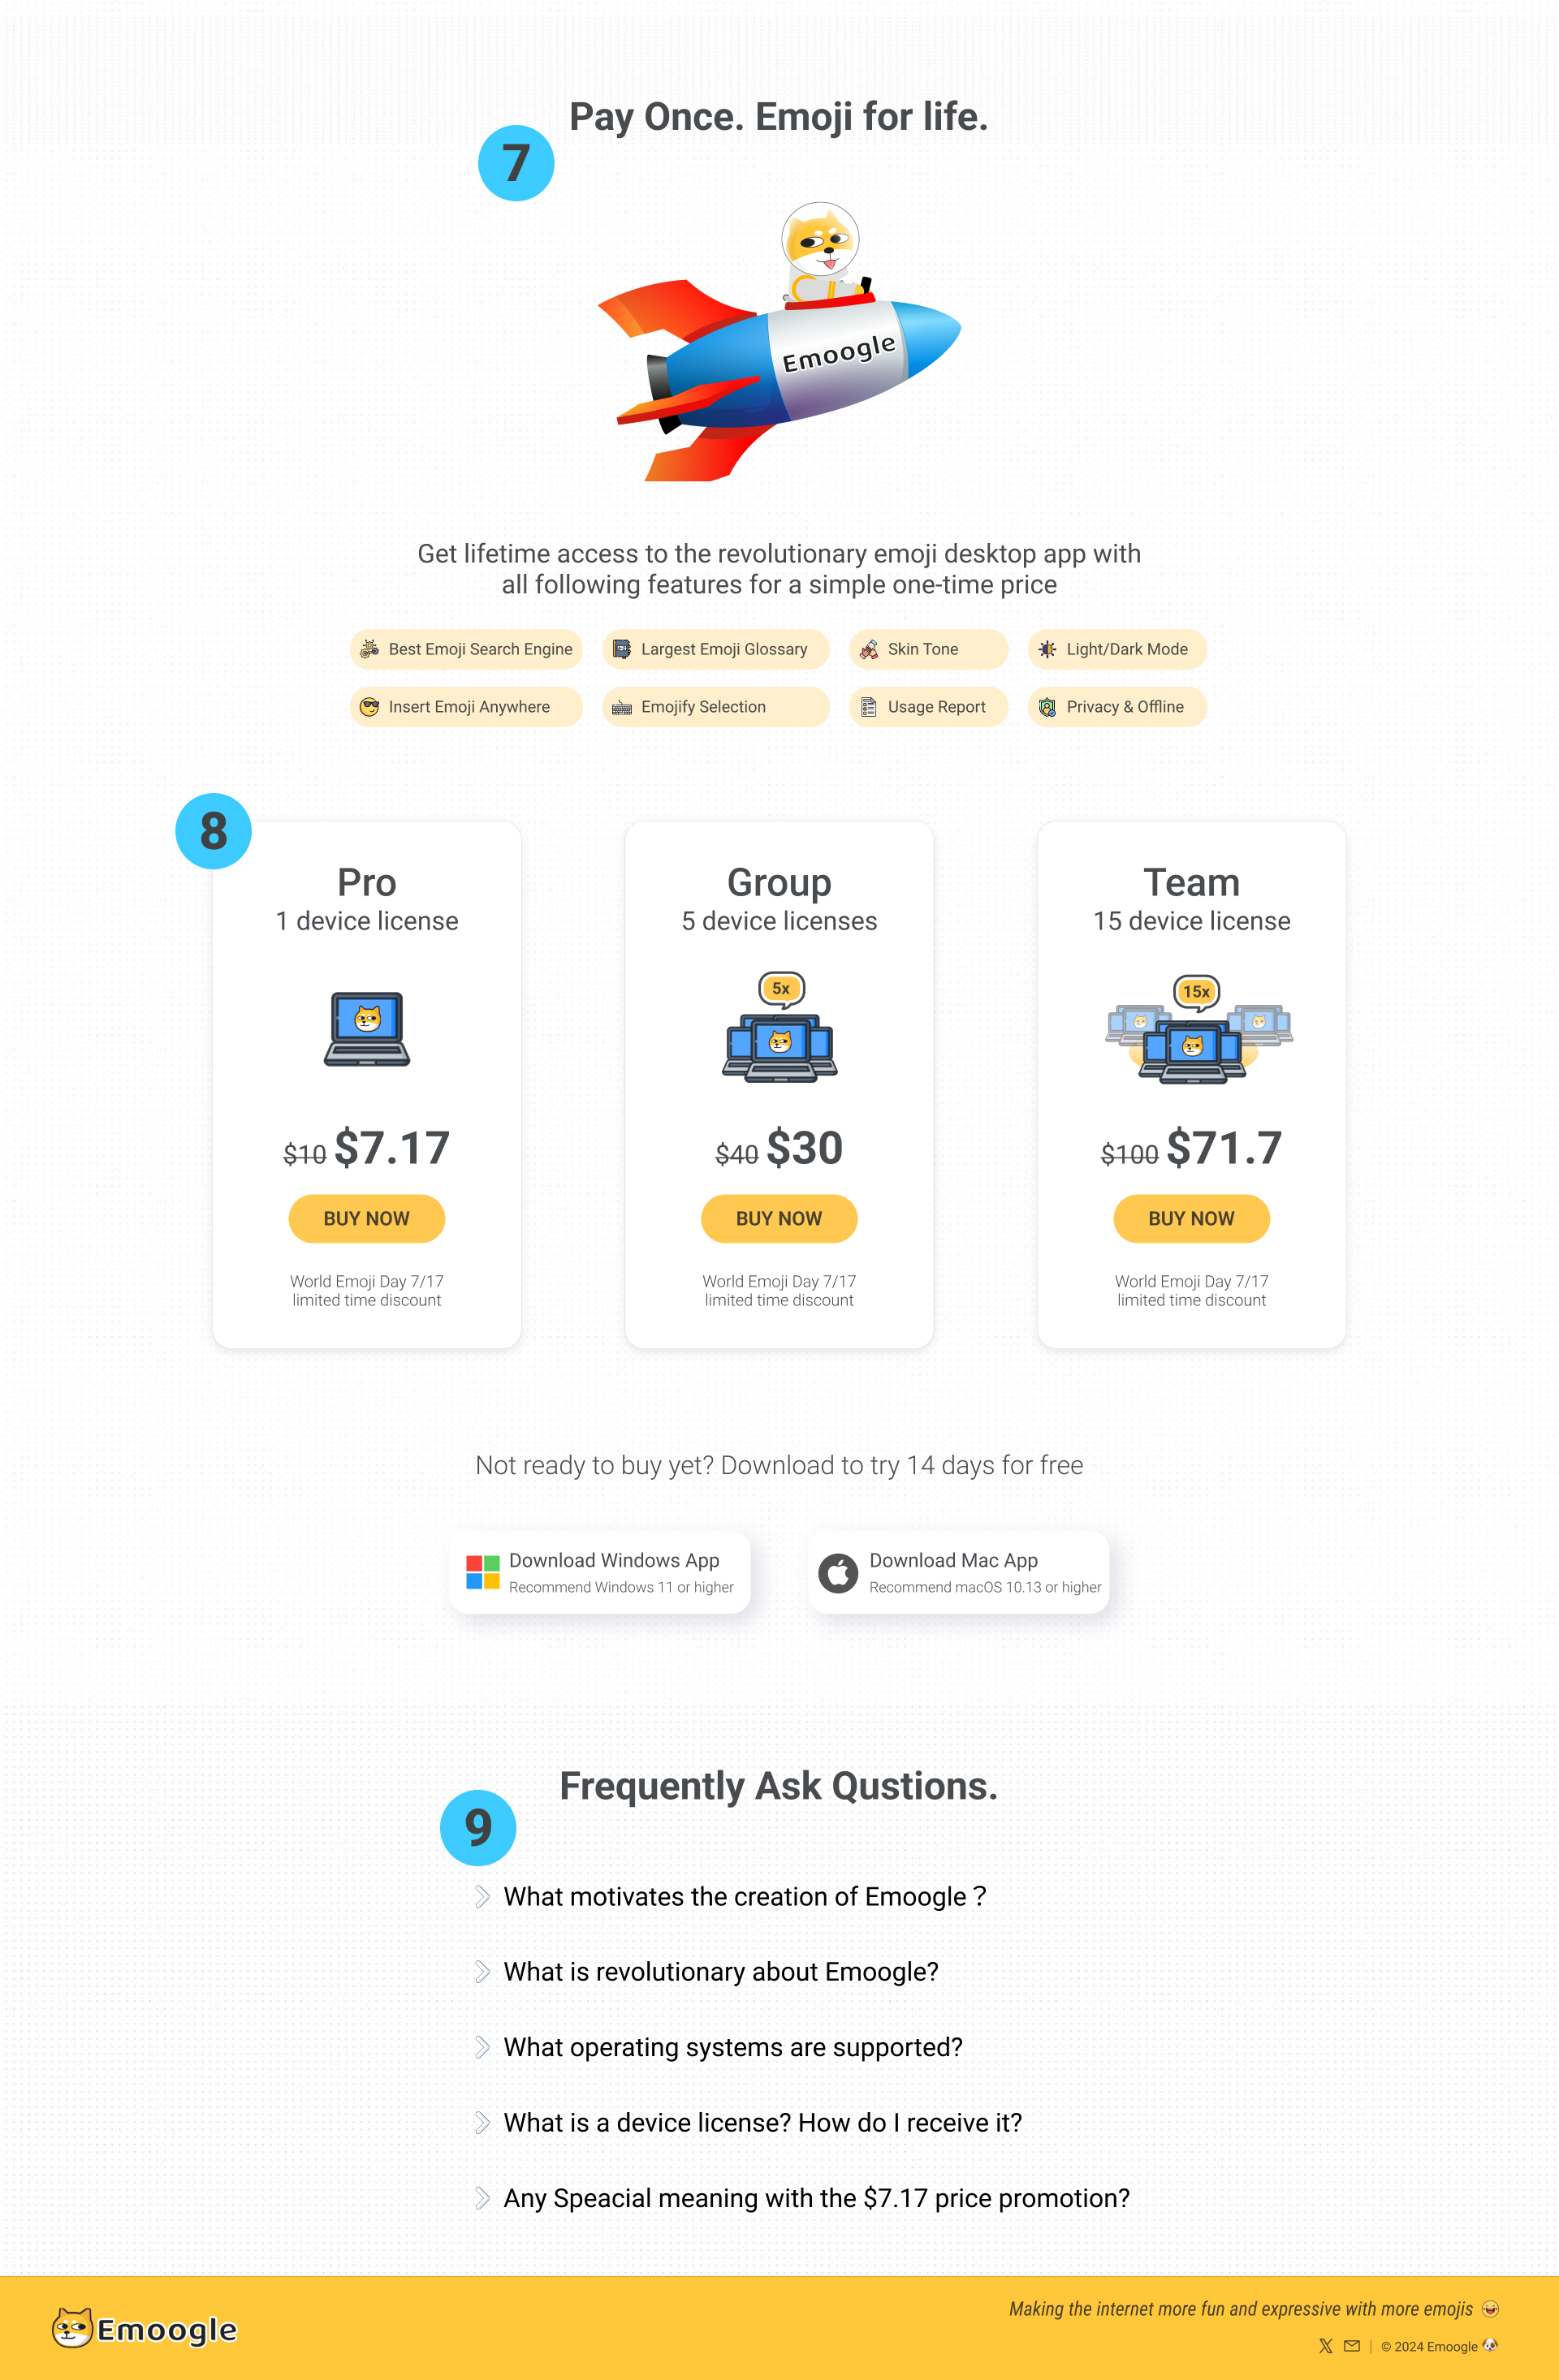 Pay Once. Emoji for life.
7
Emoogle
Get lifetime access to the revolutionary emoji desktop app with
all following features for a simple one-time price
Best Emoji Search Engine
Largest Emoji Glossary
Skin Tone
Light/Dark Mode
Insert Emoji Anywhere
Emojify Selection
Usage Report
Privacy & Offline
8
Pro
1 device license
$10 $7.17
BUY NOW
World Emoji Day 7/17
limited time discount
Group
5 device licenses
5x
$40 $30
BUY NOW
World Emoji Day 7/17
limited time discount
Team
15 device license
15x
$100 $71.7
BUY NOW
World Emoji Day 7/17
limited time discount
Not ready to buy yet? Download to try 14 days for free
Download Windows App
Recommend Windows 11 or higher
Download Mac App
Recommend macOS 10.13 or higher
Frequently Ask Qustions.
9
What motivates the creation of Emoogle ?
What is revolutionary about Emoogle?
What operating systems are supported?
What is a device license? How do I receive it?
Any Speacial meaning with the $7.17 price promotion?
Emoogle
Making the internet more fun and expressive with more emojis 😄
© 2024 Emoogle 🐶